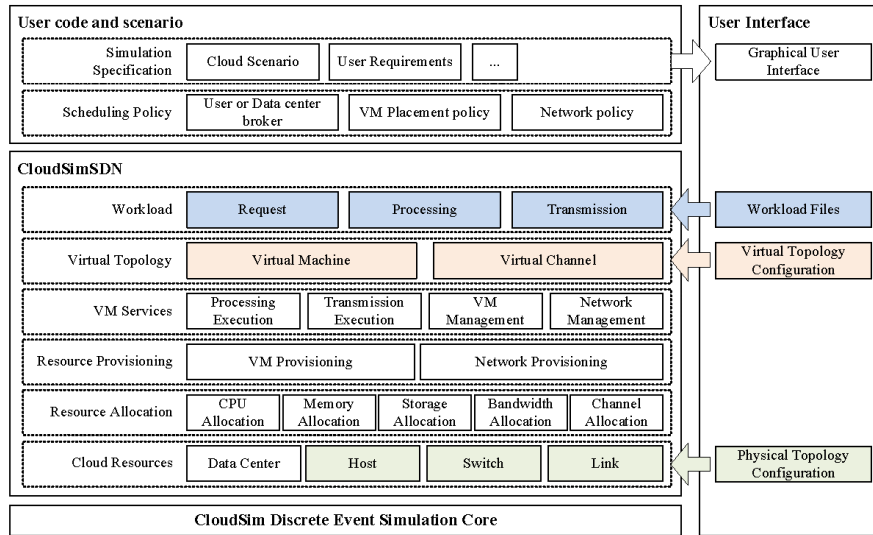 User code and scenario
Simulation
Specification
Cloud Scenario
User Requirements
...
Scheduling Policy
User or Data center
broker
VM Placement policy
Network policy
CloudSimSDN
Workload
Request
Processing
Transmission
Virtual Topology
Virtual Machine
Virtual Channel
VM Services
Processing
Execution
Transmission
Execution
VM
Management
Network
Management
Resource Provisioning
VM Provisioning
Network Provisioning
Resource Allocation
CPU
Allocation
Memory
Allocation
Storage
Allocation
Bandwidth
Allocation
Channel
Allocation
Cloud Resources
Data Center
Host
Switch
Link
CloudSim Discrete Event Simulation Core
User Interface
Graphical User
Interface
Workload Files
Virtual Topology
Configuration
Physical Topology
Configuration